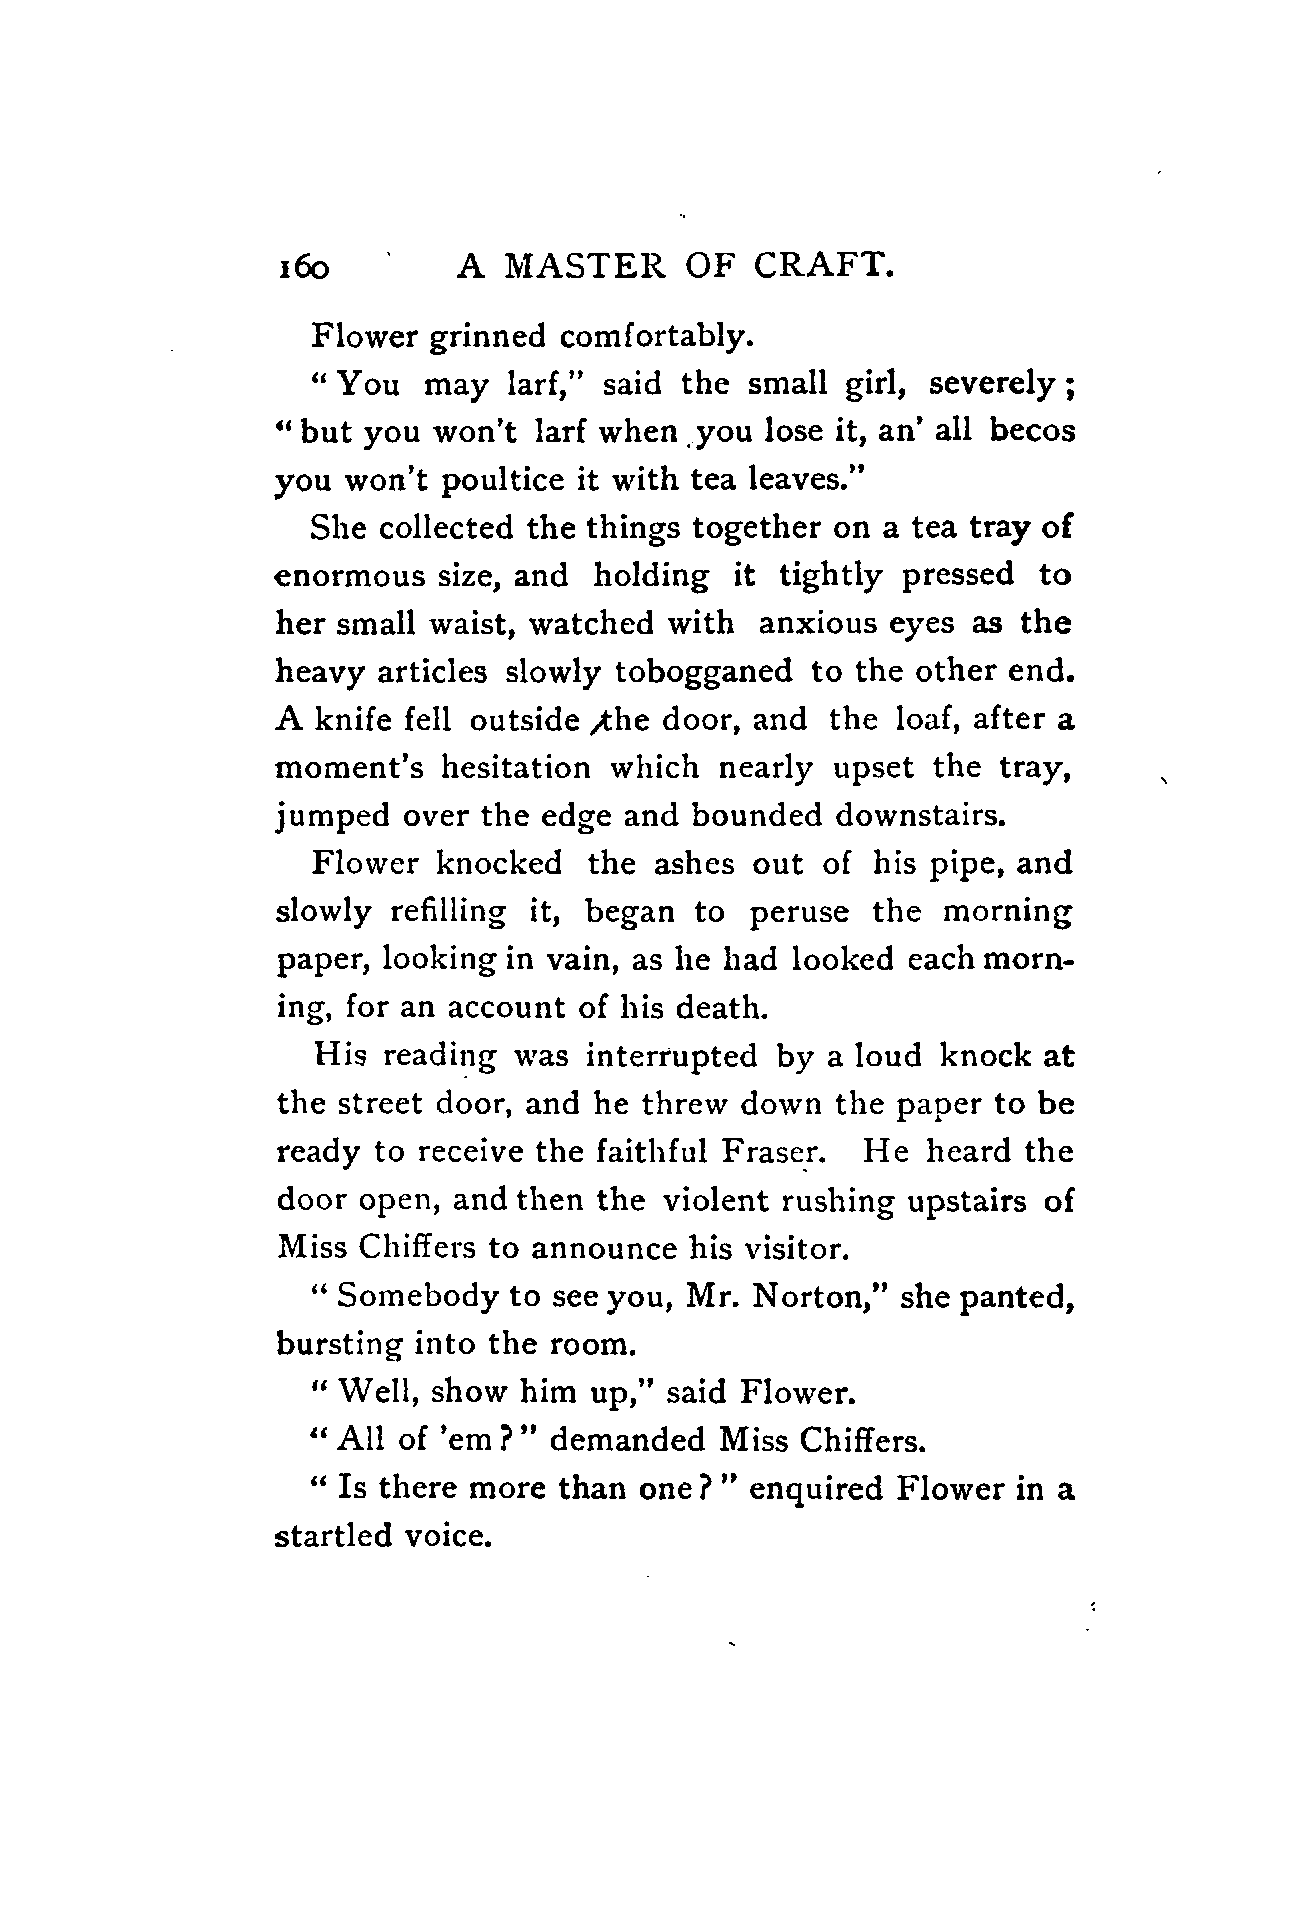 160 A MASTER OF CRAFT.
Flower grinned comfortably.
" You may larf," said the small girl, severely ;
" but you won't larf when you lose it, an' all becos
you won't poultice it with tea leaves."
She collected the things together on a tea tray of
enormous size, and holding it tightly pressed to
her small waist, watched with anxious eyes as the
heavy articles slowly tobogganed to the other end.
A knife fell outside the door, and the loaf, after a
moment's hesitation which nearly upset the tray,
jumped over the edge and bounded downstairs.
Flower knocked the ashes out of his pipe, and
slowly refilling it, began to peruse the morning
paper, looking in vain, as he had looked each morn-
ing, for an account of his death.
His reading was interrupted by a loud knock at
the street door, and he threw down the paper to be
ready to receive the faithful Fraser. He heard the
door open, and then the violent rushing upstairs of
Miss Chiffers to announce his visitor.
" Somebody to see you, Mr. Norton," she panted,
bursting into the room.
" Well, show him up," said Flower.
" All of 'em ? " demanded Miss Chiffers.
" Is there more than one ? " enquired Flower in a
startled voice.